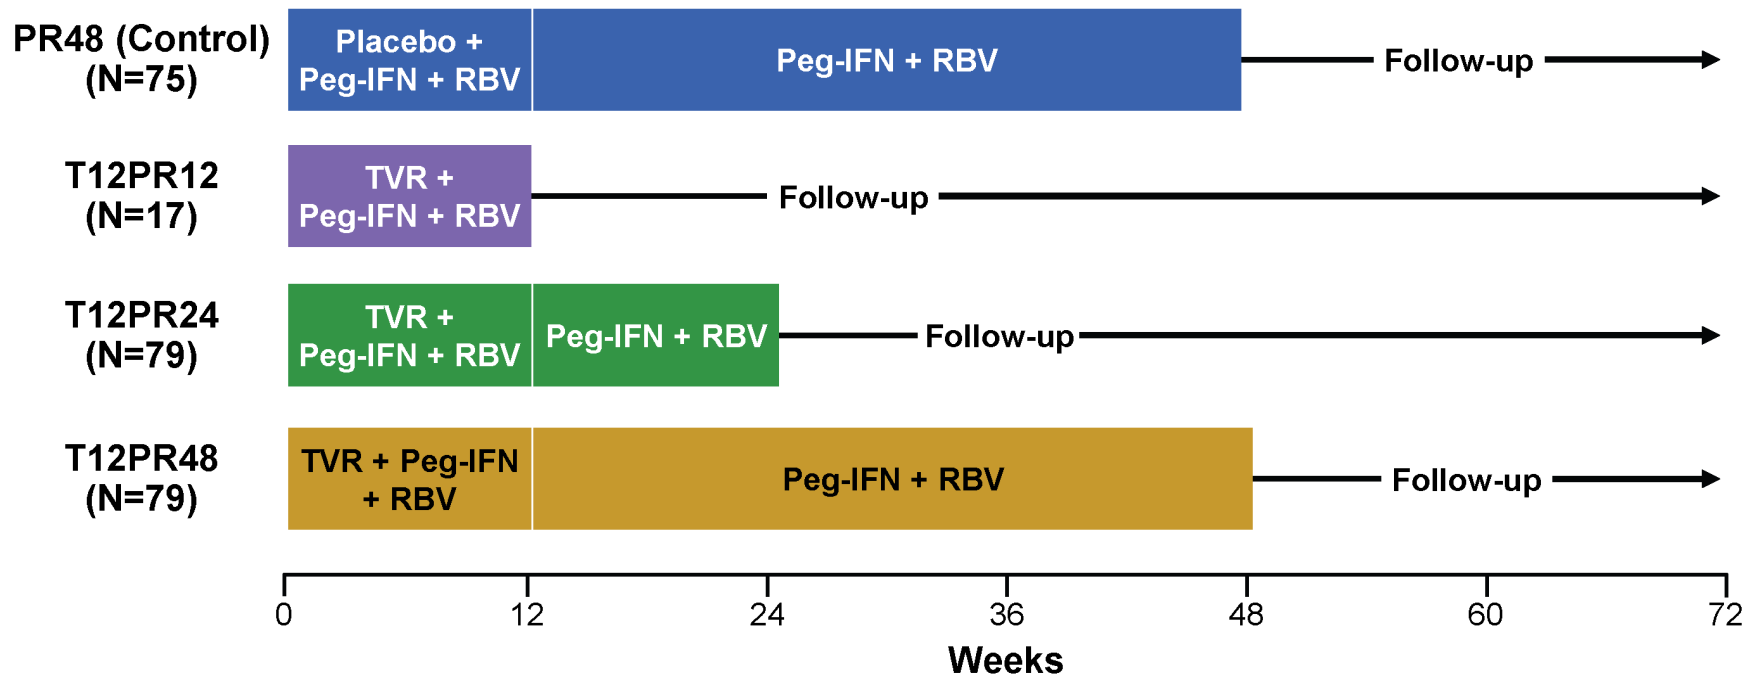 PR48 (Control)
(N=75)
Placebo +
Peg-IFN + RBV
Peg-IFN + RBV
Follow-up
T12PR12
(N=17)
TVR +
Peg-IFN + RBV
Follow-up
T12PR24
(N=79)
TVR +
Peg-IFN + RBV
Peg-IFN + RBV
Follow-up
T12PR48
(N=79)
TVR + Peg-IFN
+ RBV
Peg-IFN + RBV
Follow-up
0 12 24 36 48 60 72
Weeks